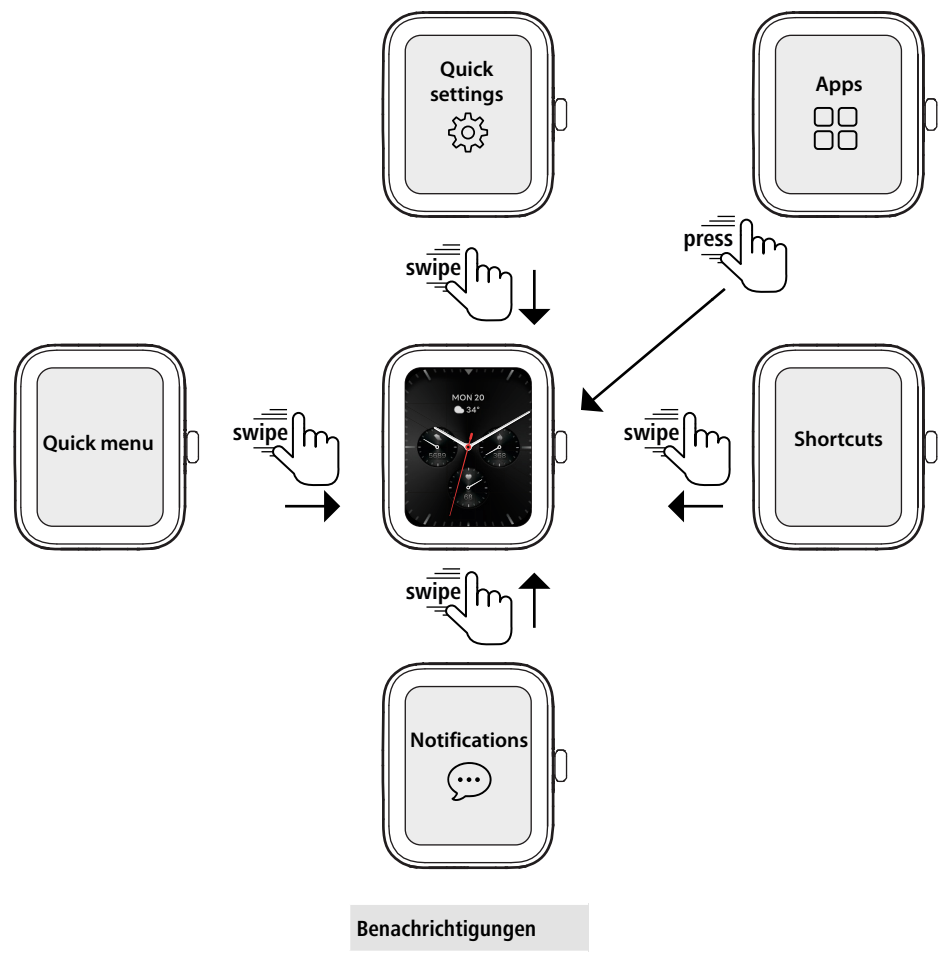 Quick
settings
Apps
press
swipe
Quick menu
swipe
MON 20
34°
swipe
Shortcuts
swipe
Notifications
Benachrichtigungen